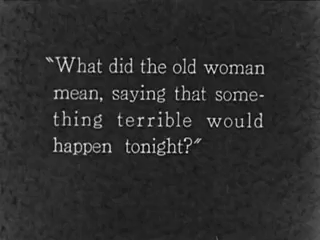 "What did the old woman
mean, saying that some-
thing terrible would
happen tonight?"